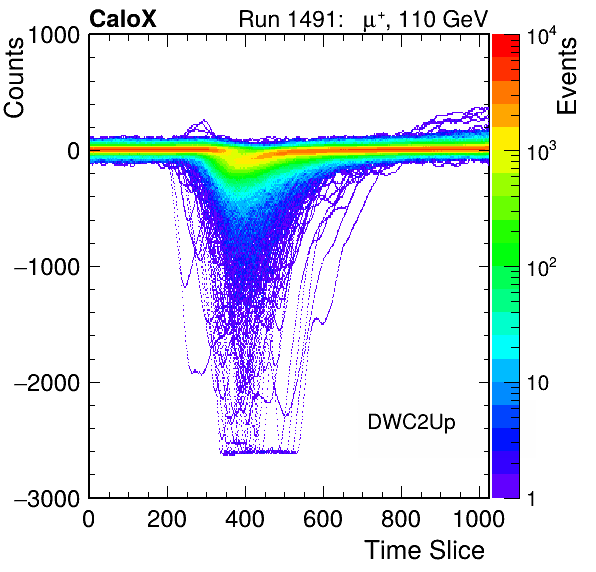 CaloX Run 1491: μ⁺, 110 GeV
Counts
Events
1000
0
−1000
−2000
−3000
10⁴
10³
10²
10
1
DWC2Up
0 200 400 600 800 1000
Time Slice